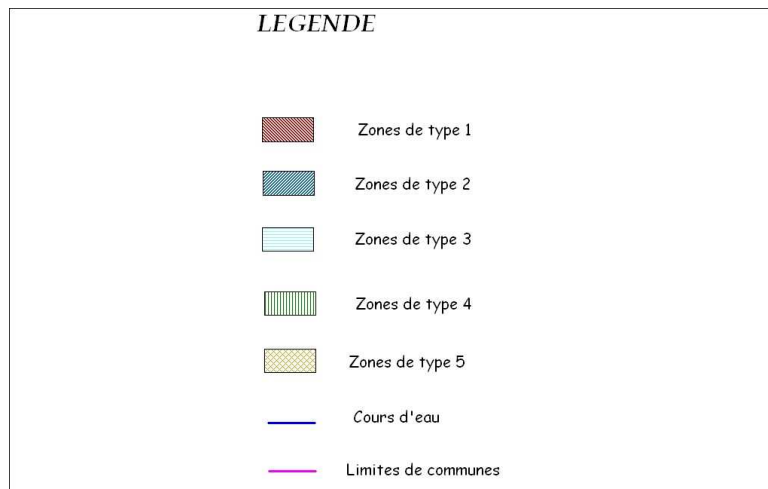 LEGENDE
Zones de type 1
Zones de type 2
Zones de type 3
Zones de type 4
Zones de type 5
Cours d'eau
Limites de communes